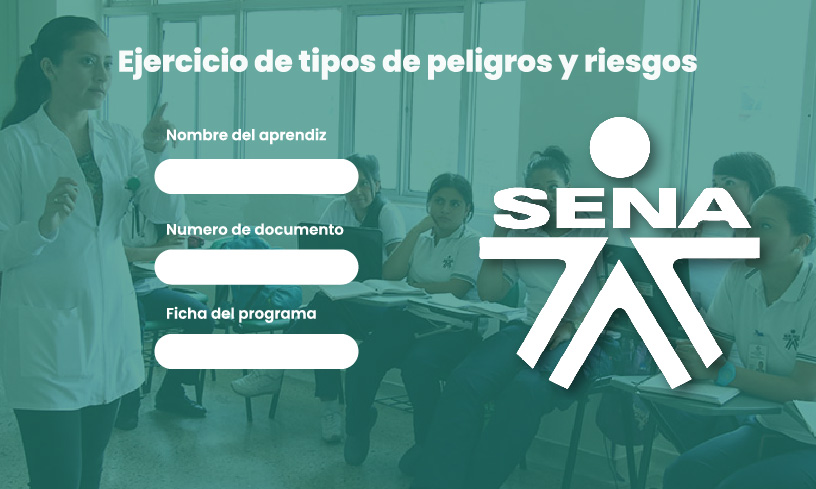 Ejercicio de tipos de peligros y riesgos
Nombre del aprendiz
Numero de documento
Ficha del programa
SENA